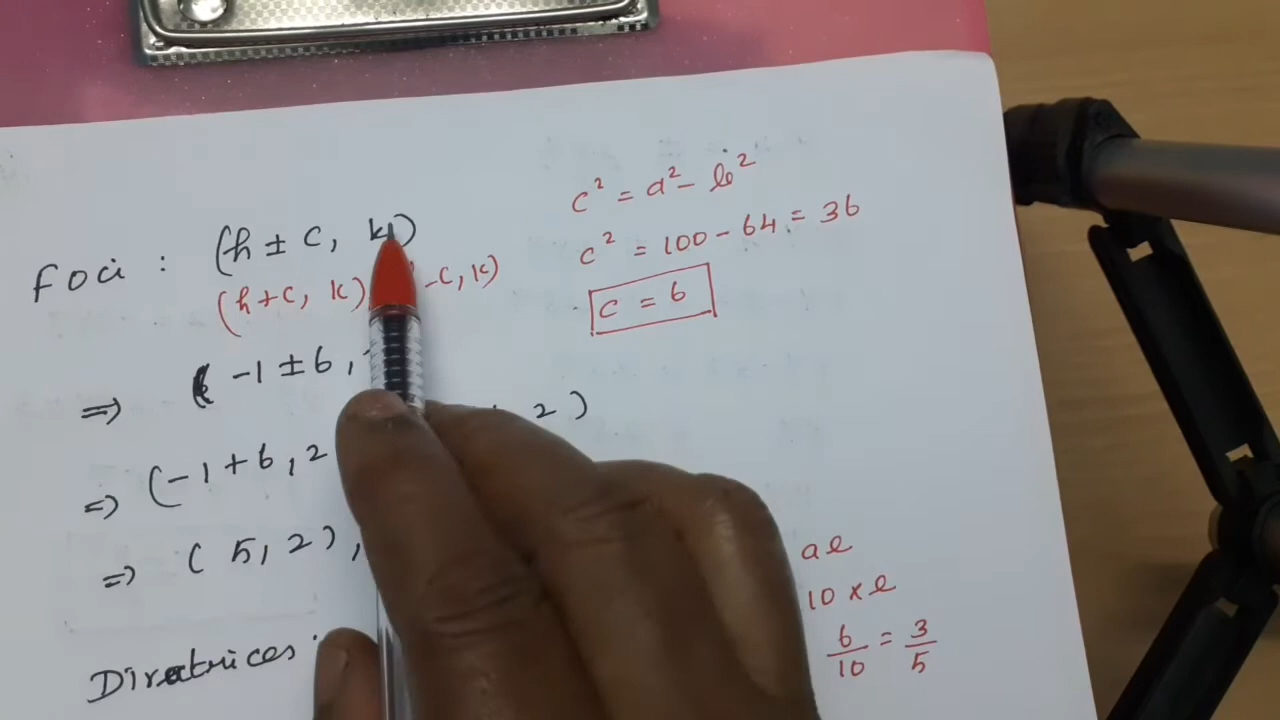 Foci : (h ± c, k)
(h+c, k) -c, k)
⇒ ( -1 ± 6 ,
⇒ (-1 + 6, 2 2 )
⇒ ( 5, 2 ),
Directrices
c² = a² - b²
c² = 100 - 64 = 36
c = 6
a e
10 × e
6/10 = 3/5